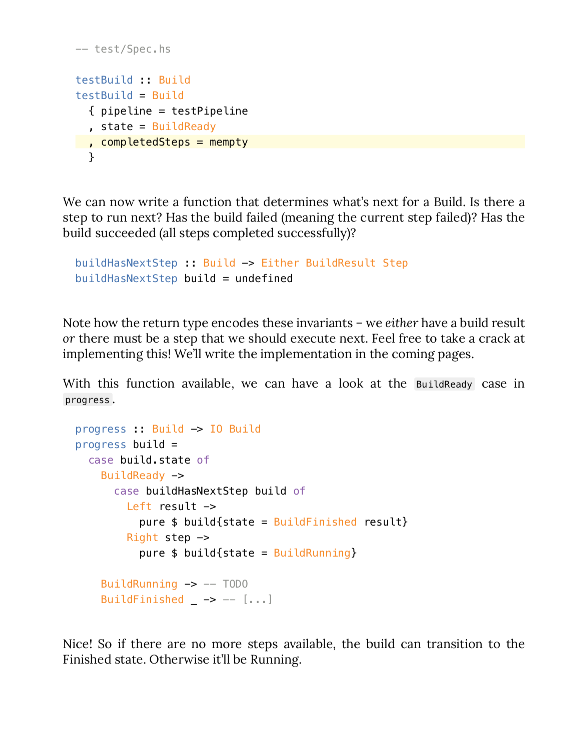 -- test/Spec.hs
testBuild :: Build
testBuild = Build
  { pipeline = testPipeline
  , state = BuildReady
  , completedSteps = mempty
  }
We can now write a function that determines what's next for a Build. Is there a
step to run next? Has the build failed (meaning the current step failed)? Has the
build succeeded (all steps completed successfully)?
buildHasNextStep :: Build -> Either BuildResult Step
buildHasNextStep build = undefined
Note how the return type encodes these invariants – we either have a build result
or there must be a step that we should execute next. Feel free to take a crack at
implementing this! We'll write the implementation in the coming pages.
With this function available, we can have a look at the BuildReady case in
progress.
progress :: Build -> IO Build
progress build =
  case build.state of
    BuildReady ->
      case buildHasNextStep build of
        Left result ->
          pure $ build{state = BuildFinished result}
        Right step ->
          pure $ build{state = BuildRunning}
    BuildRunning -> -- TODO
    BuildFinished _ -> -- [...]
Nice! So if there are no more steps available, the build can transition to the
Finished state. Otherwise it'll be Running.